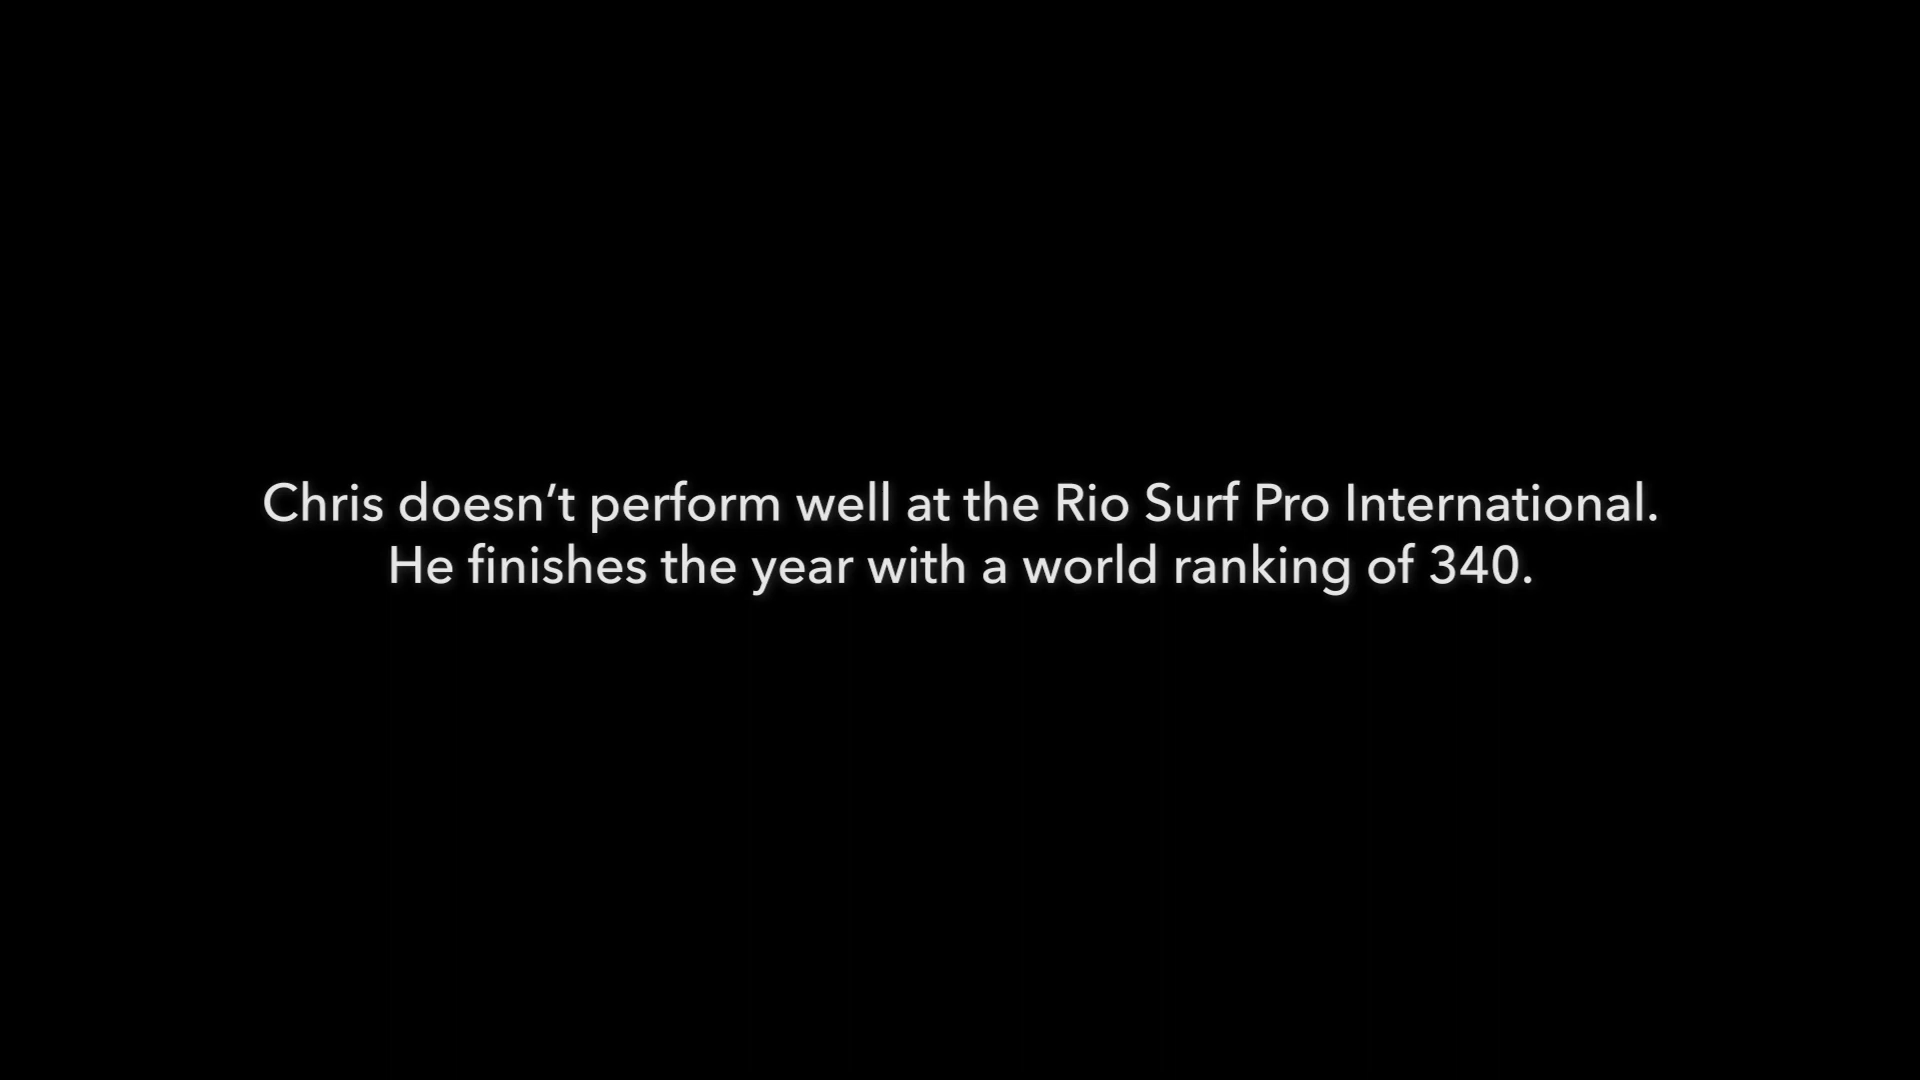 Chris doesn’t perform well at the Rio Surf Pro International.
He finishes the year with a world ranking of 340.